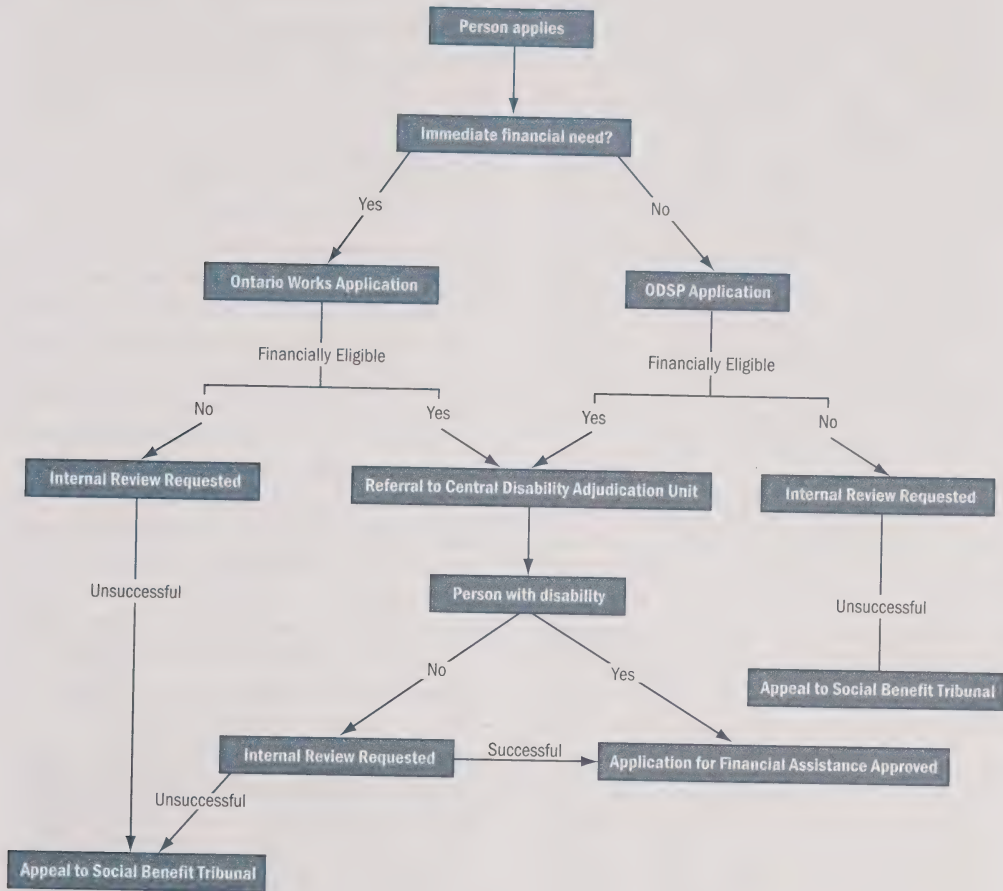 Person applies
Immediate financial need?
Yes
No
Ontario Works Application
ODSP Application
Financially Eligible
Financially Eligible
No
Yes
Yes
No
Internal Review Requested
Referral to Central Disability Adjudication Unit
Internal Review Requested
Unsuccessful
Person with disability
Unsuccessful
No
Yes
Appeal to Social Benefit Tribunal
Internal Review Requested
Successful
Application for Financial Assistance Approved
Unsuccessful
Appeal to Social Benefit Tribunal